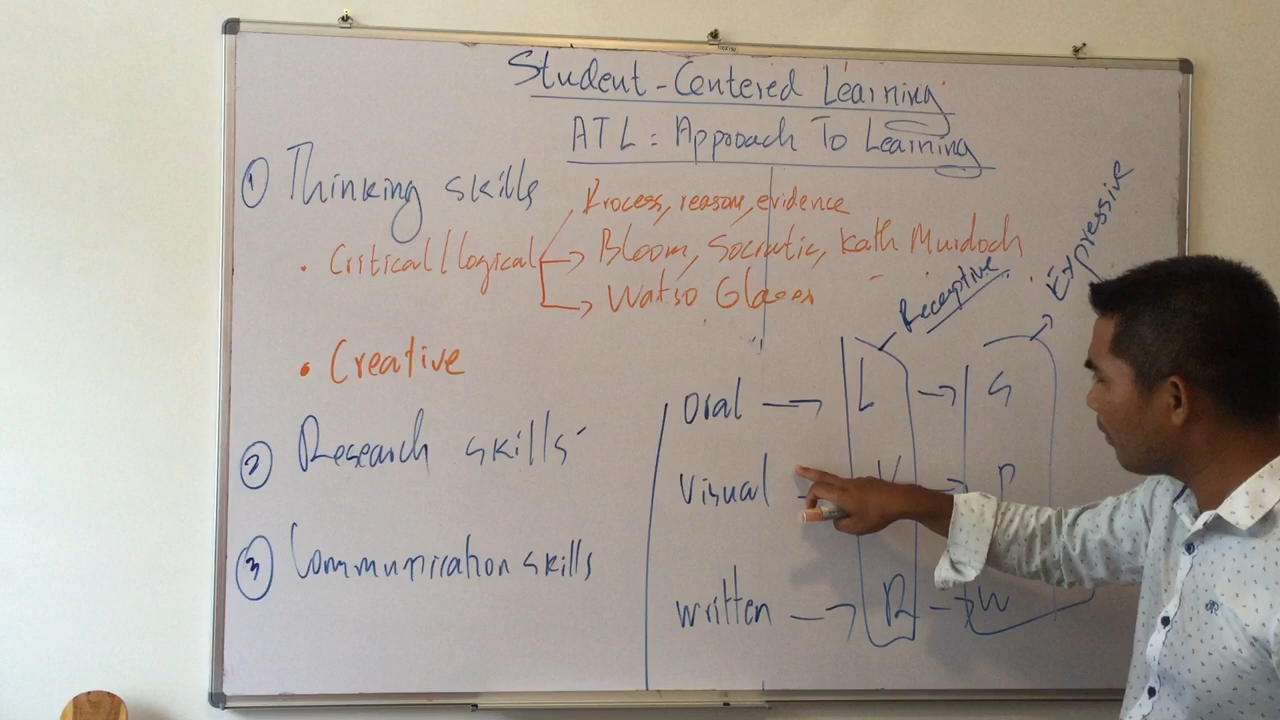 Student-Centered Learning
ATL: Approach To Learning
① Thinking skills
Process, reason, evidence
• Critical/logical → Bloom, Socratic, Kath Murdoch
→ Watso Glaser
• Creative
② Research skills
③ Communication skills
Receptive
Expressive
Oral → L → S
Visual V → P
written → R → W